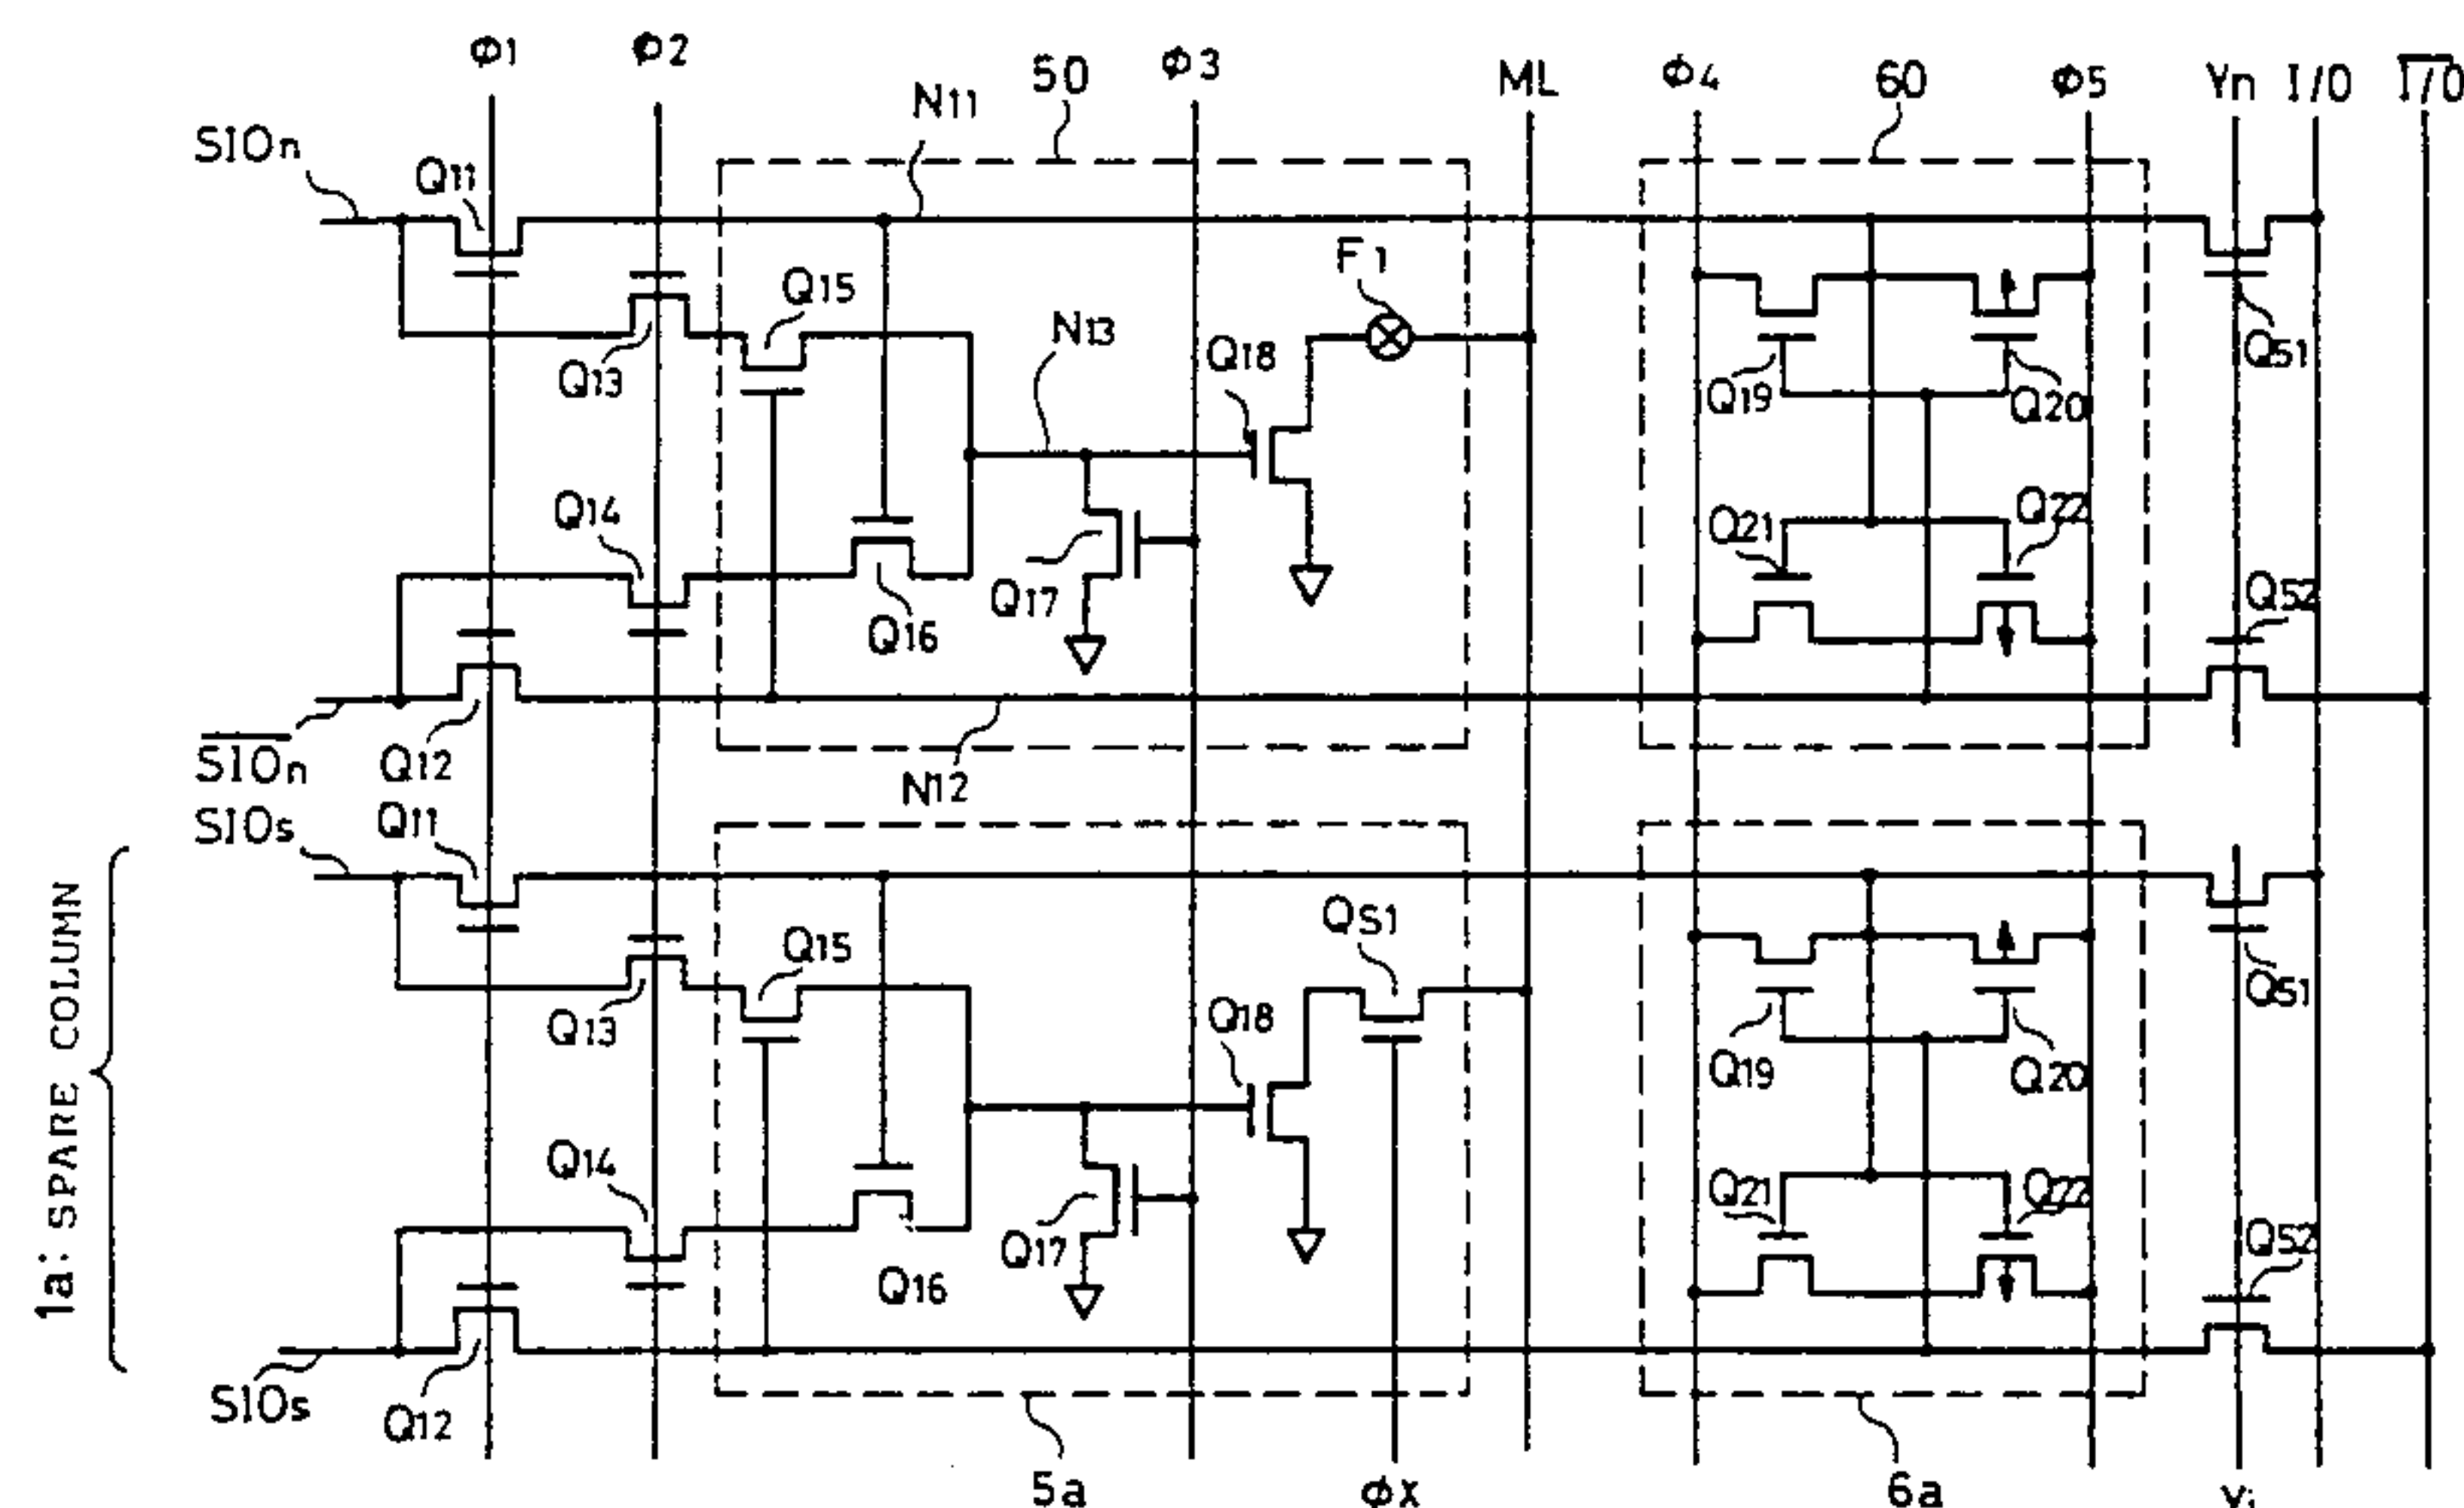 Φ1 Φ2 50 Φ3 ML Φ4 60 Φ5 Yn I/O I/O
N11
SIOn
Q11
F1
Q15
N13
Q18
Q13
Q51
Q19 Q20
Q14
Q21 Q22
Q17
Q16
Q52
SIOn Q12
N12
SIOs Q11
1a: SPARE COLUMN
QS1
Q15
Q13
Q18
Q51
Q19 Q20
Q14
Q21 Q22
Q17
Q16
Q52
SIOs Q12
5a Φx 6a